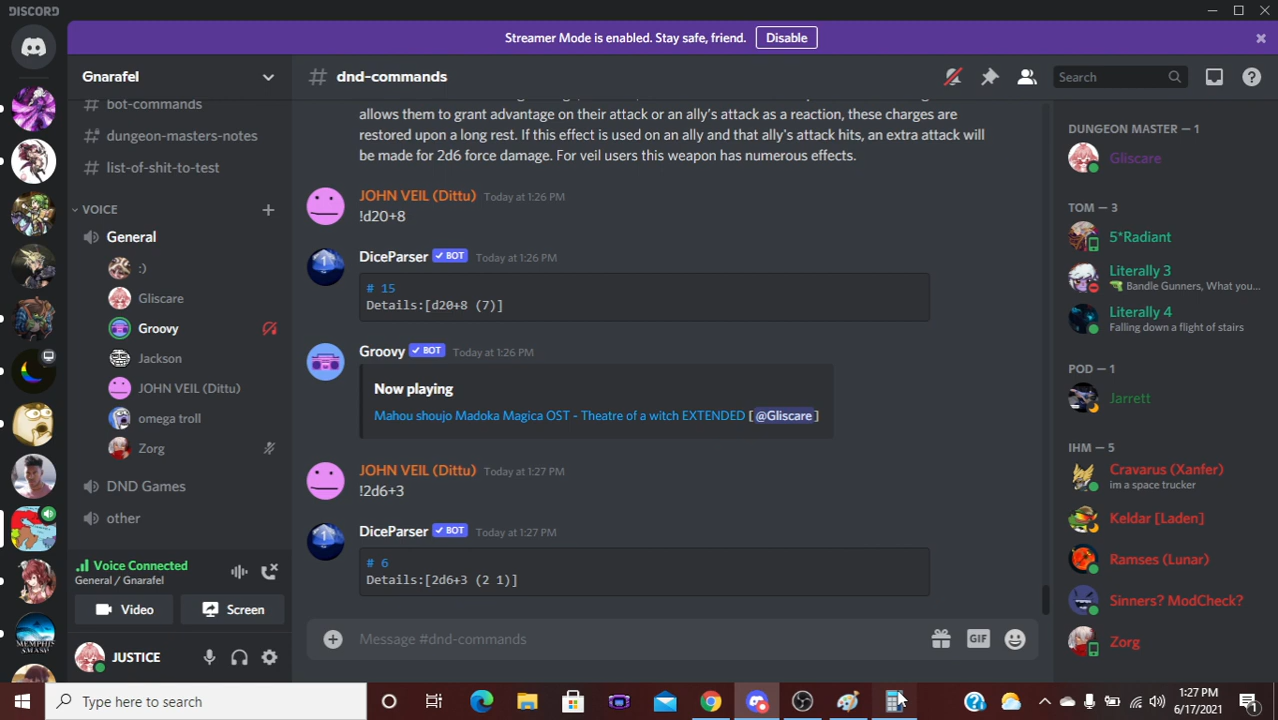 DISCORD
Streamer Mode is enabled. Stay safe, friend. Disable
Gnarafel
bot-commands
dungeon-masters-notes
list-of-shit-to-test
VOICE
General
:)
Gliscare
Groovy
Jackson
JOHN VEIL (Dittu)
omega troll
Zorg
DND Games
other
Voice Connected
General / Gnarafel
Video
Screen
JUSTICE
# dnd-commands
Search
allows them to grant advantage on their attack or an ally's attack as a reaction, these charges are
restored upon a long rest. If this effect is used on an ally and that ally's attack hits, an extra attack will
be made for 2d6 force damage. For veil users this weapon has numerous effects.
JOHN VEIL (Dittu) Today at 1:26 PM
!d20+8
DiceParser ✓ BOT Today at 1:26 PM
# 15
Details:[d20+8 (7)]
Groovy BOT Today at 1:26 PM
Now playing
Mahou shoujo Madoka Magica OST - Theatre of a witch EXTENDED [ @Gliscare ]
JOHN VEIL (Dittu) Today at 1:27 PM
!2d6+3
DiceParser ✓ BOT Today at 1:27 PM
# 6
Details:[2d6+3 (2 1)]
Message #dnd-commands
GIF
DUNGEON MASTER — 1
Gliscare
TOM — 3
5*Radiant
Literally 3
Bandle Gunners, What you...
Literally 4
Falling down a flight of stairs
POD — 1
Jarrett
IHM — 5
Cravarus (Xanfer)
im a space trucker
Keldar [Laden]
Ramses (Lunar)
Sinners? ModCheck?
Zorg
MEMPHIS
SMASH
Type here to search
1:27 PM
6/17/2021
1